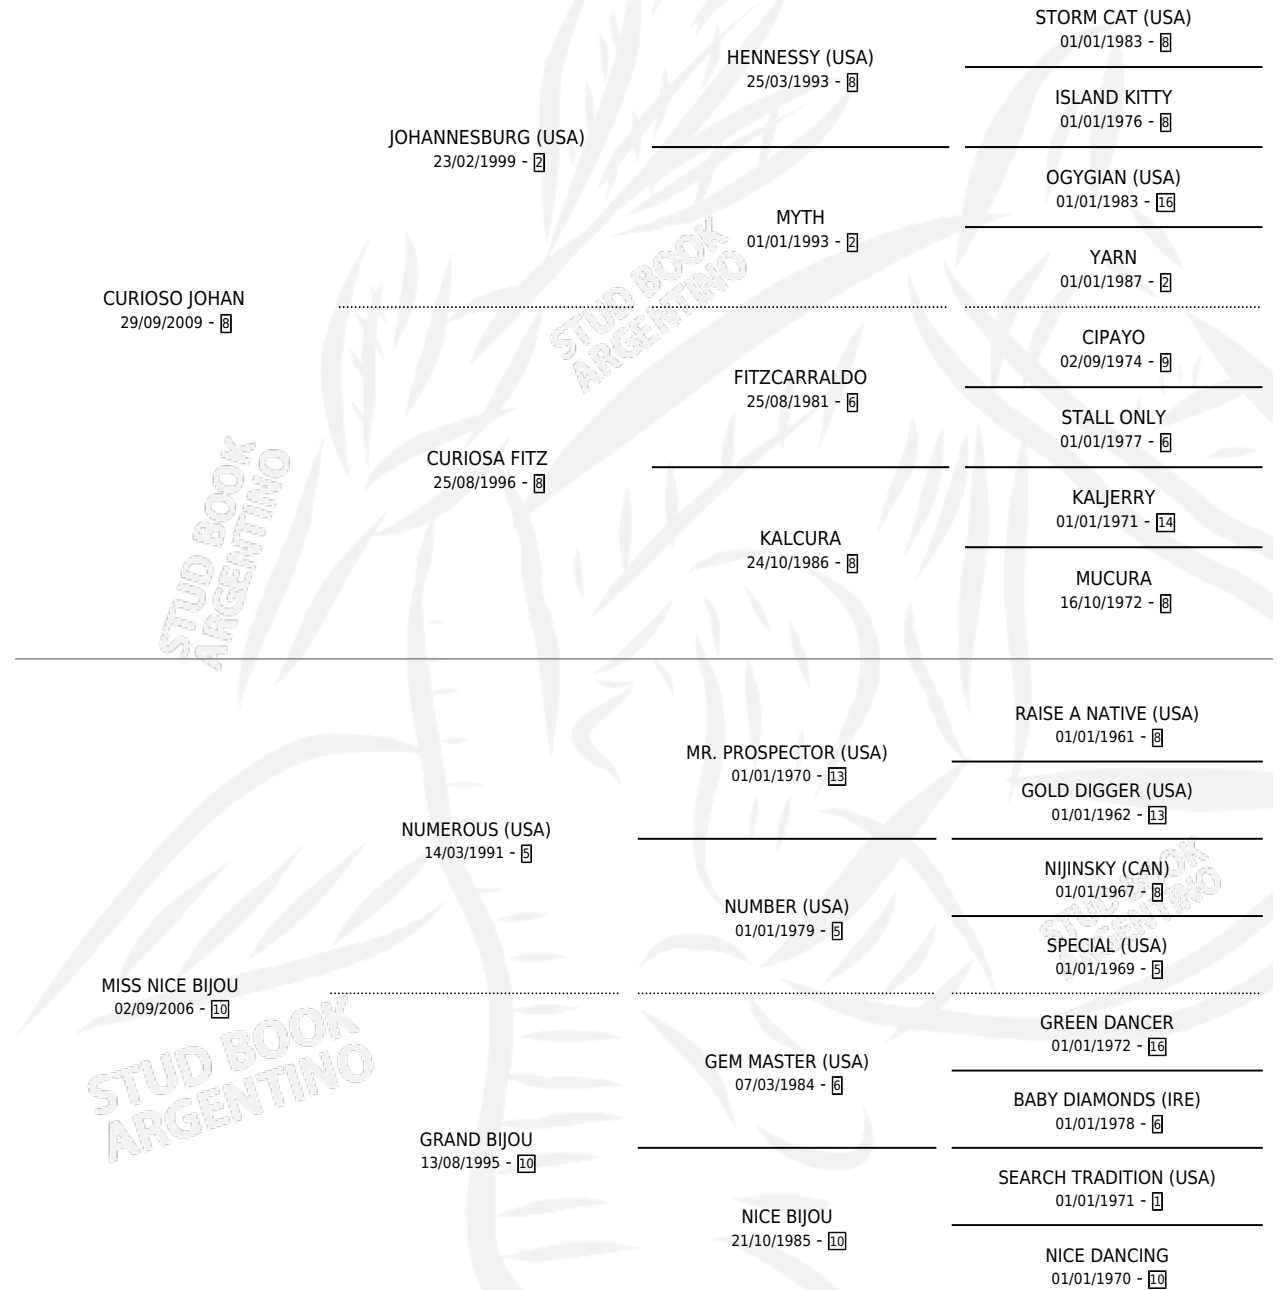 STORM CAT (USA)
01/01/1983 - 8
HENNESSY (USA)
25/03/1993 - 8
ISLAND KITTY
01/01/1976 - 8
JOHANNESBURG (USA)
23/02/1999 - 2
OGYGIAN (USA)
01/01/1983 - 16
MYTH
01/01/1993 - 2
YARN
01/01/1987 - 2
CURIOSO JOHAN
29/09/2009 - 8
CIPAYO
02/09/1974 - 9
FITZCARRALDO
25/08/1981 - 6
STALL ONLY
01/01/1977 - 6
CURIOSA FITZ
25/08/1996 - 8
KALJERRY
01/01/1971 - 14
KALCURA
24/10/1986 - 8
MUCURA
16/10/1972 - 8
RAISE A NATIVE (USA)
01/01/1961 - 8
MR. PROSPECTOR (USA)
01/01/1970 - 13
GOLD DIGGER (USA)
01/01/1962 - 13
NUMEROUS (USA)
14/03/1991 - 5
NIJINSKY (CAN)
01/01/1967 - 8
NUMBER (USA)
01/01/1979 - 5
SPECIAL (USA)
01/01/1969 - 5
MISS NICE BIJOU
02/09/2006 - 10
GREEN DANCER
01/01/1972 - 16
GEM MASTER (USA)
07/03/1984 - 6
BABY DIAMONDS (IRE)
01/01/1978 - 6
GRAND BIJOU
13/08/1995 - 10
SEARCH TRADITION (USA)
01/01/1971 - 1
NICE BIJOU
21/10/1985 - 10
NICE DANCING
01/01/1970 - 10
STUD BOOK
ARGENTINO
STUD BOOK
ARGENTINO
STUD BOOK
ARGENTINO
STUD BOOK
ARGENTINO